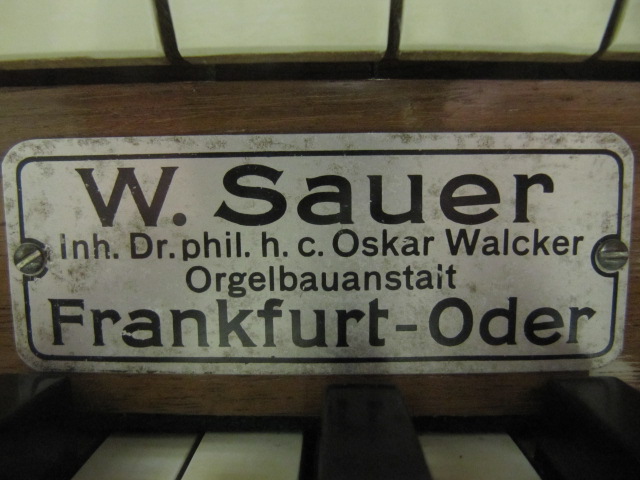 W. Sauer
Inh. Dr. phil. h. c. Oskar Walcker
Orgelbauanstalt
Frankfurt-Oder